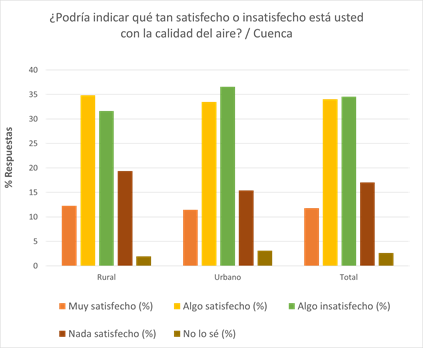 ¿Podría indicar qué tan satisfecho o insatisfecho está usted
con la calidad del aire? / Cuenca
% Respuestas
40
35
30
25
20
15
10
5
0
Rural Urbano Total
Muy satisfecho (%) Algo satisfecho (%) Algo insatisfecho (%)
Nada satisfecho (%) No lo sé (%)